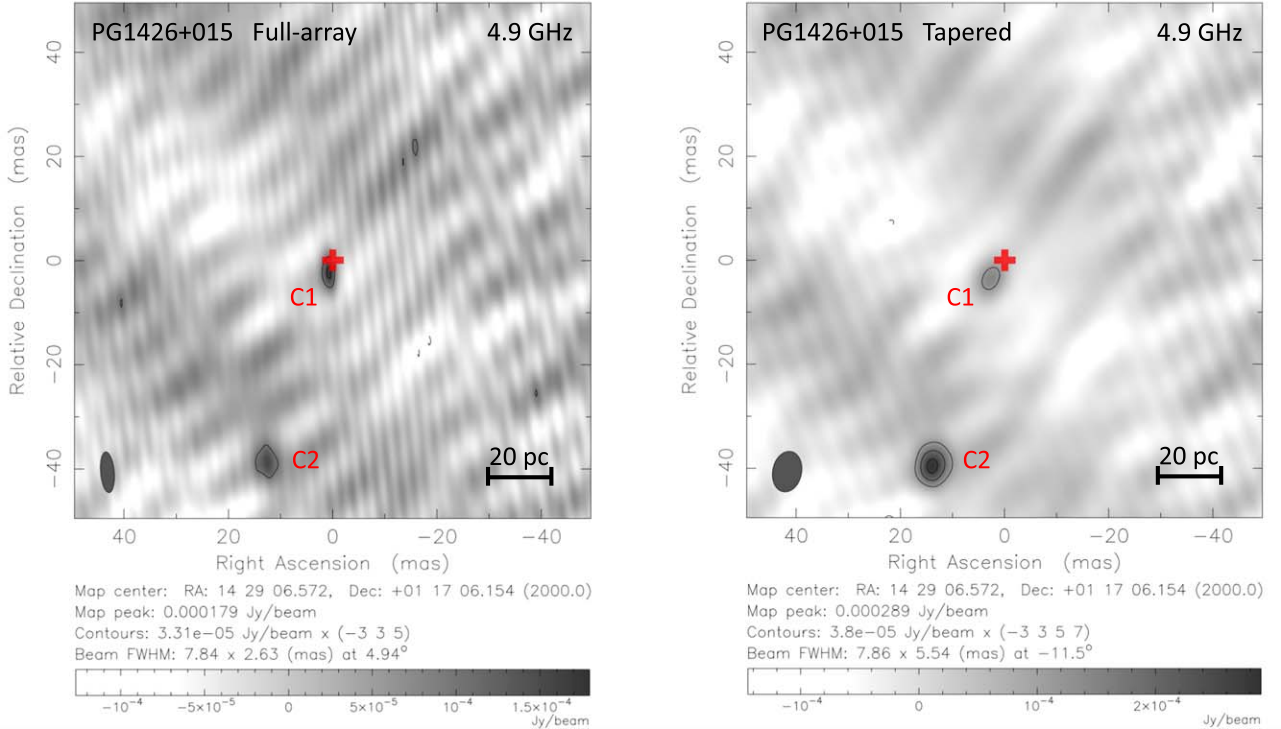 PG1426+015 Full-array 4.9 GHz
Relative Declination (mas)
40
20
0
−20
−40
C1
C2
20 pc
40 20 0 −20 −40
Right Ascension (mas)
Map center: RA: 14 29 06.572, Dec: +01 17 06.154 (2000.0)
Map peak: 0.000179 Jy/beam
Contours: 3.31e−05 Jy/beam x (−3 3 5)
Beam FWHM: 7.84 x 2.63 (mas) at 4.94°
−10⁻⁴ −5×10⁻⁵ 0 5×10⁻⁵ 10⁻⁴ 1.5×10⁻⁴
Jy/beam
PG1426+015 Tapered 4.9 GHz
Relative Declination (mas)
40
20
0
−20
−40
C1
C2
20 pc
40 20 0 −20 −40
Right Ascension (mas)
Map center: RA: 14 29 06.572, Dec: +01 17 06.154 (2000.0)
Map peak: 0.000289 Jy/beam
Contours: 3.8e−05 Jy/beam x (−3 3 5 7)
Beam FWHM: 7.86 x 5.54 (mas) at −11.5°
−10⁻⁴ 0 10⁻⁴ 2×10⁻⁴
Jy/beam